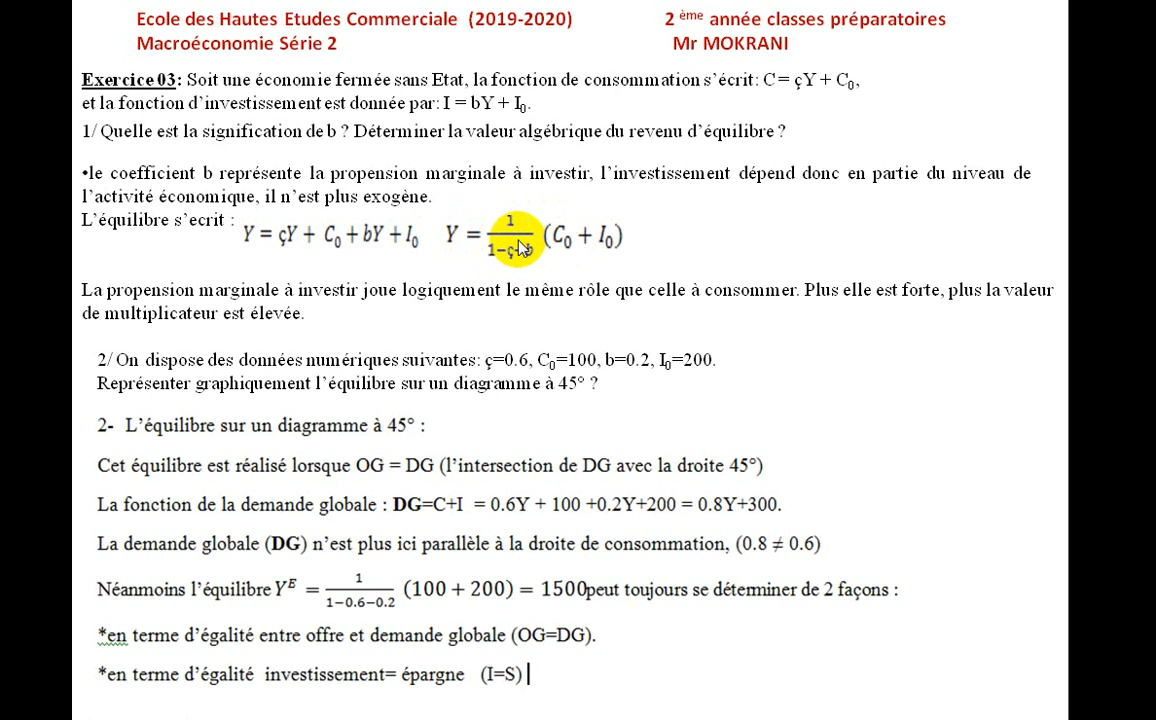 Ecole des Hautes Etudes Commerciale (2019-2020) 2 ème année classes préparatoires
Macroéconomie Série 2 Mr MOKRANI
Exercice 03: Soit une économie fermée sans Etat, la fonction de consommation s’écrit: C= çY + C₀,
et la fonction d’investissement est donnée par: I = bY + I₀.
1/ Quelle est la signification de b ? Déterminer la valeur algébrique du revenu d’équilibre ?
•le coefficient b représente la propension marginale à investir, l’investissement dépend donc en partie du niveau de
l’activité économique, il n’est plus exogène.
L’équilibre s’ecrit : Y = çY + C₀ + bY + I₀ Y = 1/(1−ç−b) (C₀ + I₀)
La propension marginale à investir joue logiquement le même rôle que celle à consommer. Plus elle est forte, plus la valeur
de multiplicateur est élevée.
2/ On dispose des données numériques suivantes: ç=0.6, C₀=100, b=0.2, I₀=200.
Représenter graphiquement l’équilibre sur un diagramme à 45° ?
2- L’équilibre sur un diagramme à 45° :
Cet équilibre est réalisé lorsque OG = DG (l’intersection de DG avec la droite 45°)
La fonction de la demande globale : DG=C+I = 0.6Y + 100 +0.2Y+200 = 0.8Y+300.
La demande globale (DG) n’est plus ici parallèle à la droite de consommation, (0.8 ≠ 0.6)
Néanmoins l’équilibre Yᴱ = 1/(1−0.6−0.2) (100 + 200) = 1500peut toujours se déterminer de 2 façons :
*en terme d’égalité entre offre et demande globale (OG=DG).
*en terme d’égalité investissement= épargne (I=S)